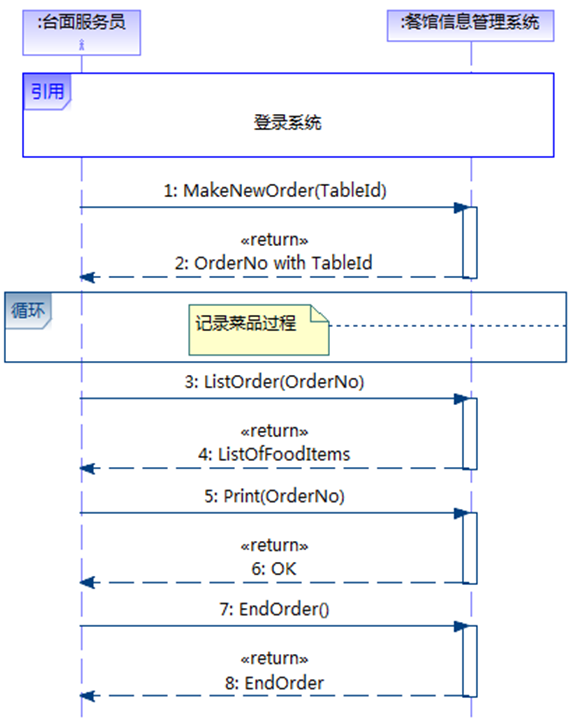 :台面服务员
:餐馆信息管理系统
引用
登录系统
1: MakeNewOrder(TableId)
«return»
2: OrderNo with TableId
循环
记录菜品过程
3: ListOrder(OrderNo)
«return»
4: ListOfFoodItems
5: Print(OrderNo)
«return»
6: OK
7: EndOrder()
«return»
8: EndOrder